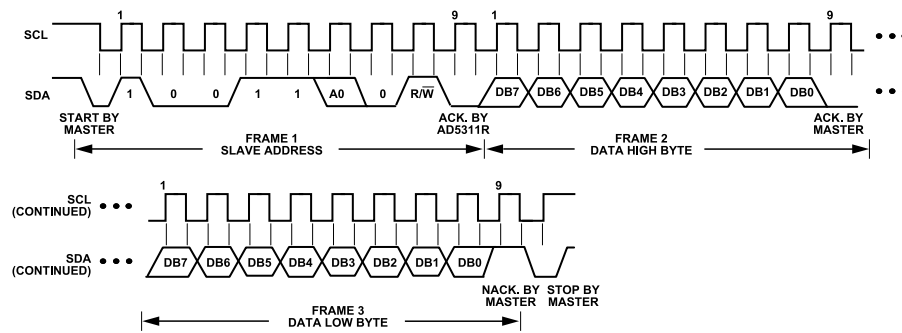 1 9 1 9
SCL
SDA 1 0 0 1 1 A0 0 R/W̅ DB7 DB6 DB5 DB4 DB3 DB2 DB1 DB0
START BY MASTER
ACK. BY AD5311R
ACK. BY MASTER
FRAME 1
SLAVE ADDRESS
FRAME 2
DATA HIGH BYTE
1 9
SCL
(CONTINUED)
SDA
(CONTINUED)
DB7 DB6 DB5 DB4 DB3 DB2 DB1 DB0
NACK. BY
MASTER
STOP BY
MASTER
FRAME 3
DATA LOW BYTE